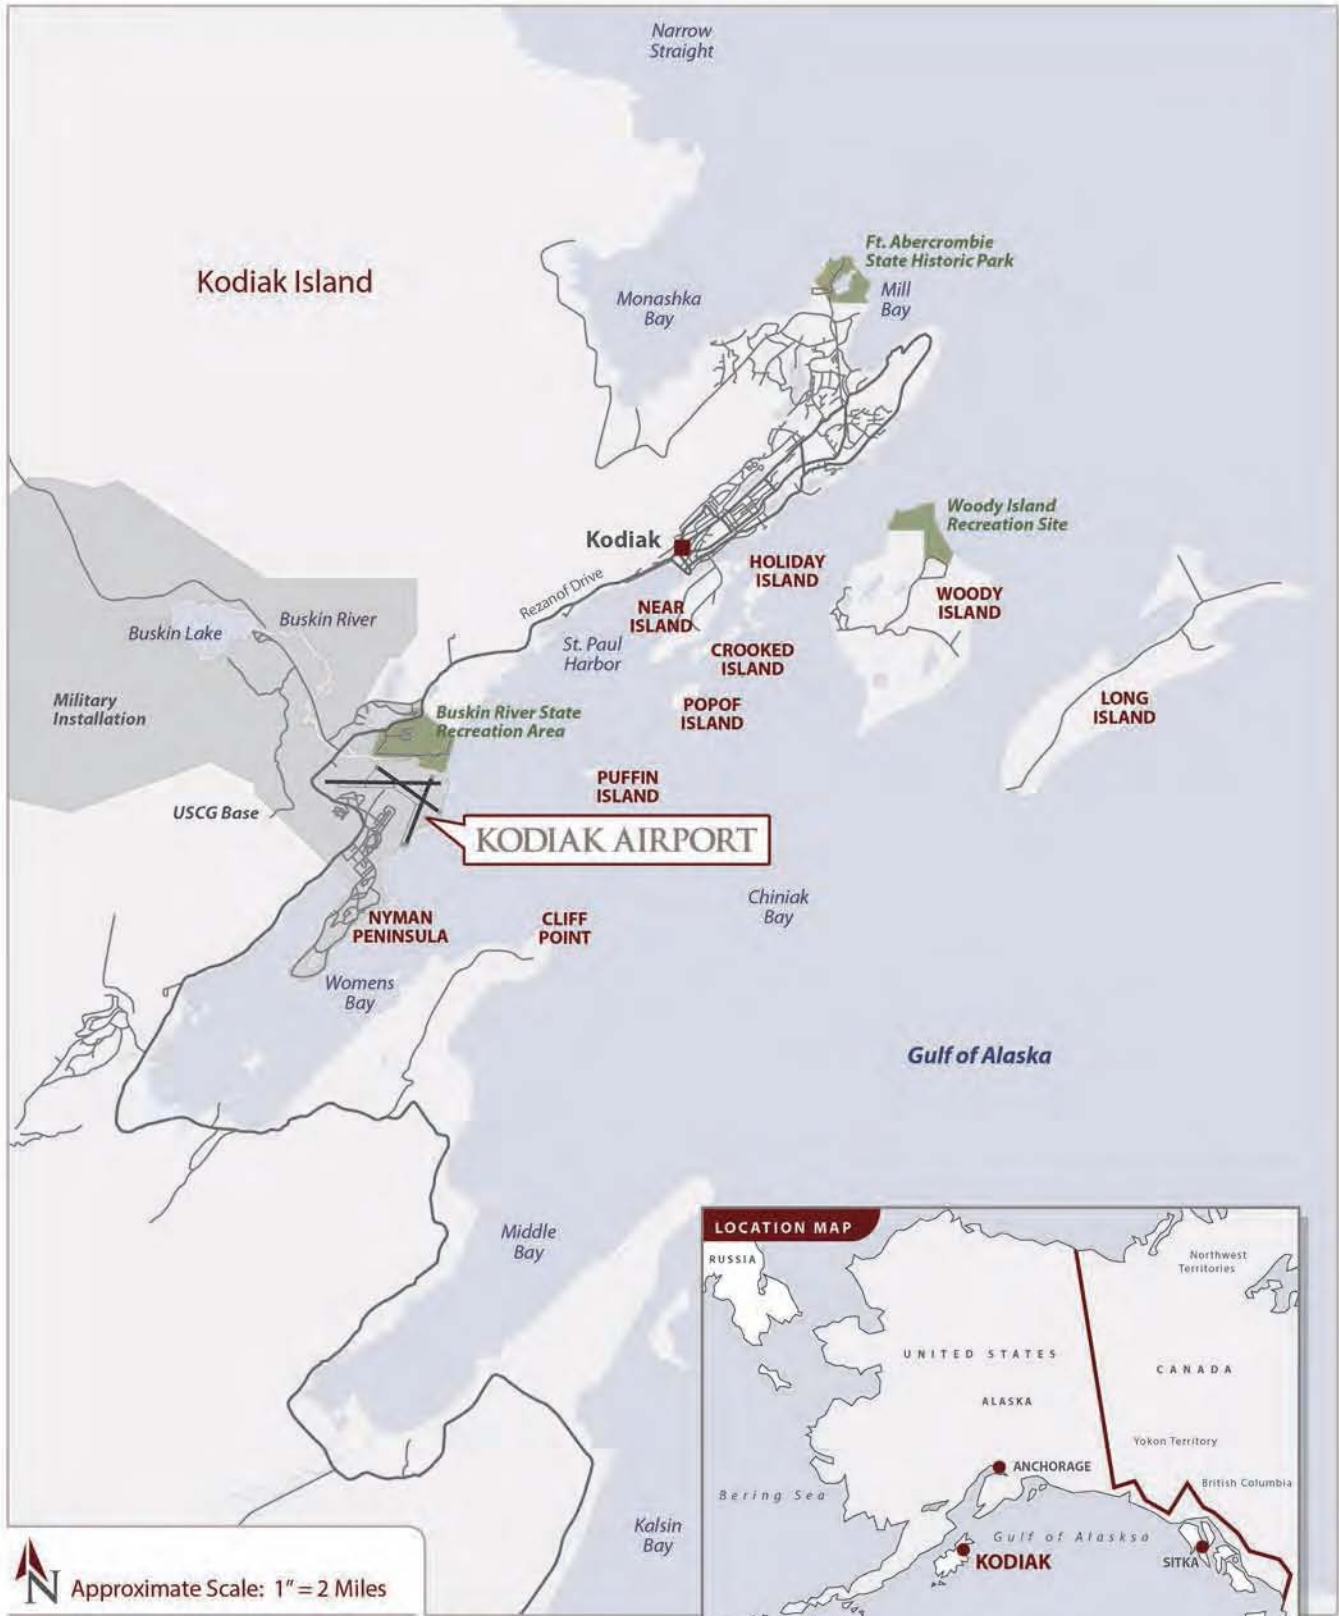 Narrow
Straight
Ft. Abercrombie
State Historic Park
Kodiak Island
Monashka
Bay
Mill
Bay
Woody Island
Recreation Site
Kodiak
HOLIDAY
ISLAND
Rezanof Drive
NEAR
ISLAND
WOODY
ISLAND
Buskin River
Buskin Lake
St. Paul
Harbor
CROOKED
ISLAND
Military
Installation
POPOF
ISLAND
LONG
ISLAND
Buskin River State
Recreation Area
PUFFIN
ISLAND
USCG Base
KODIAK AIRPORT
Chiniak
Bay
NYMAN
PENINSULA
CLIFF
POINT
Womens
Bay
Gulf of Alaska
Middle
Bay
LOCATION MAP
RUSSIA
Northwest
Territories
UNITED STATES
CANADA
ALASKA
Yokon Territory
ANCHORAGE
British Columbia
Bering Sea
Kalsin
Bay
Gulf of Alasksa
KODIAK
SITKA
N
Approximate Scale: 1" = 2 Miles